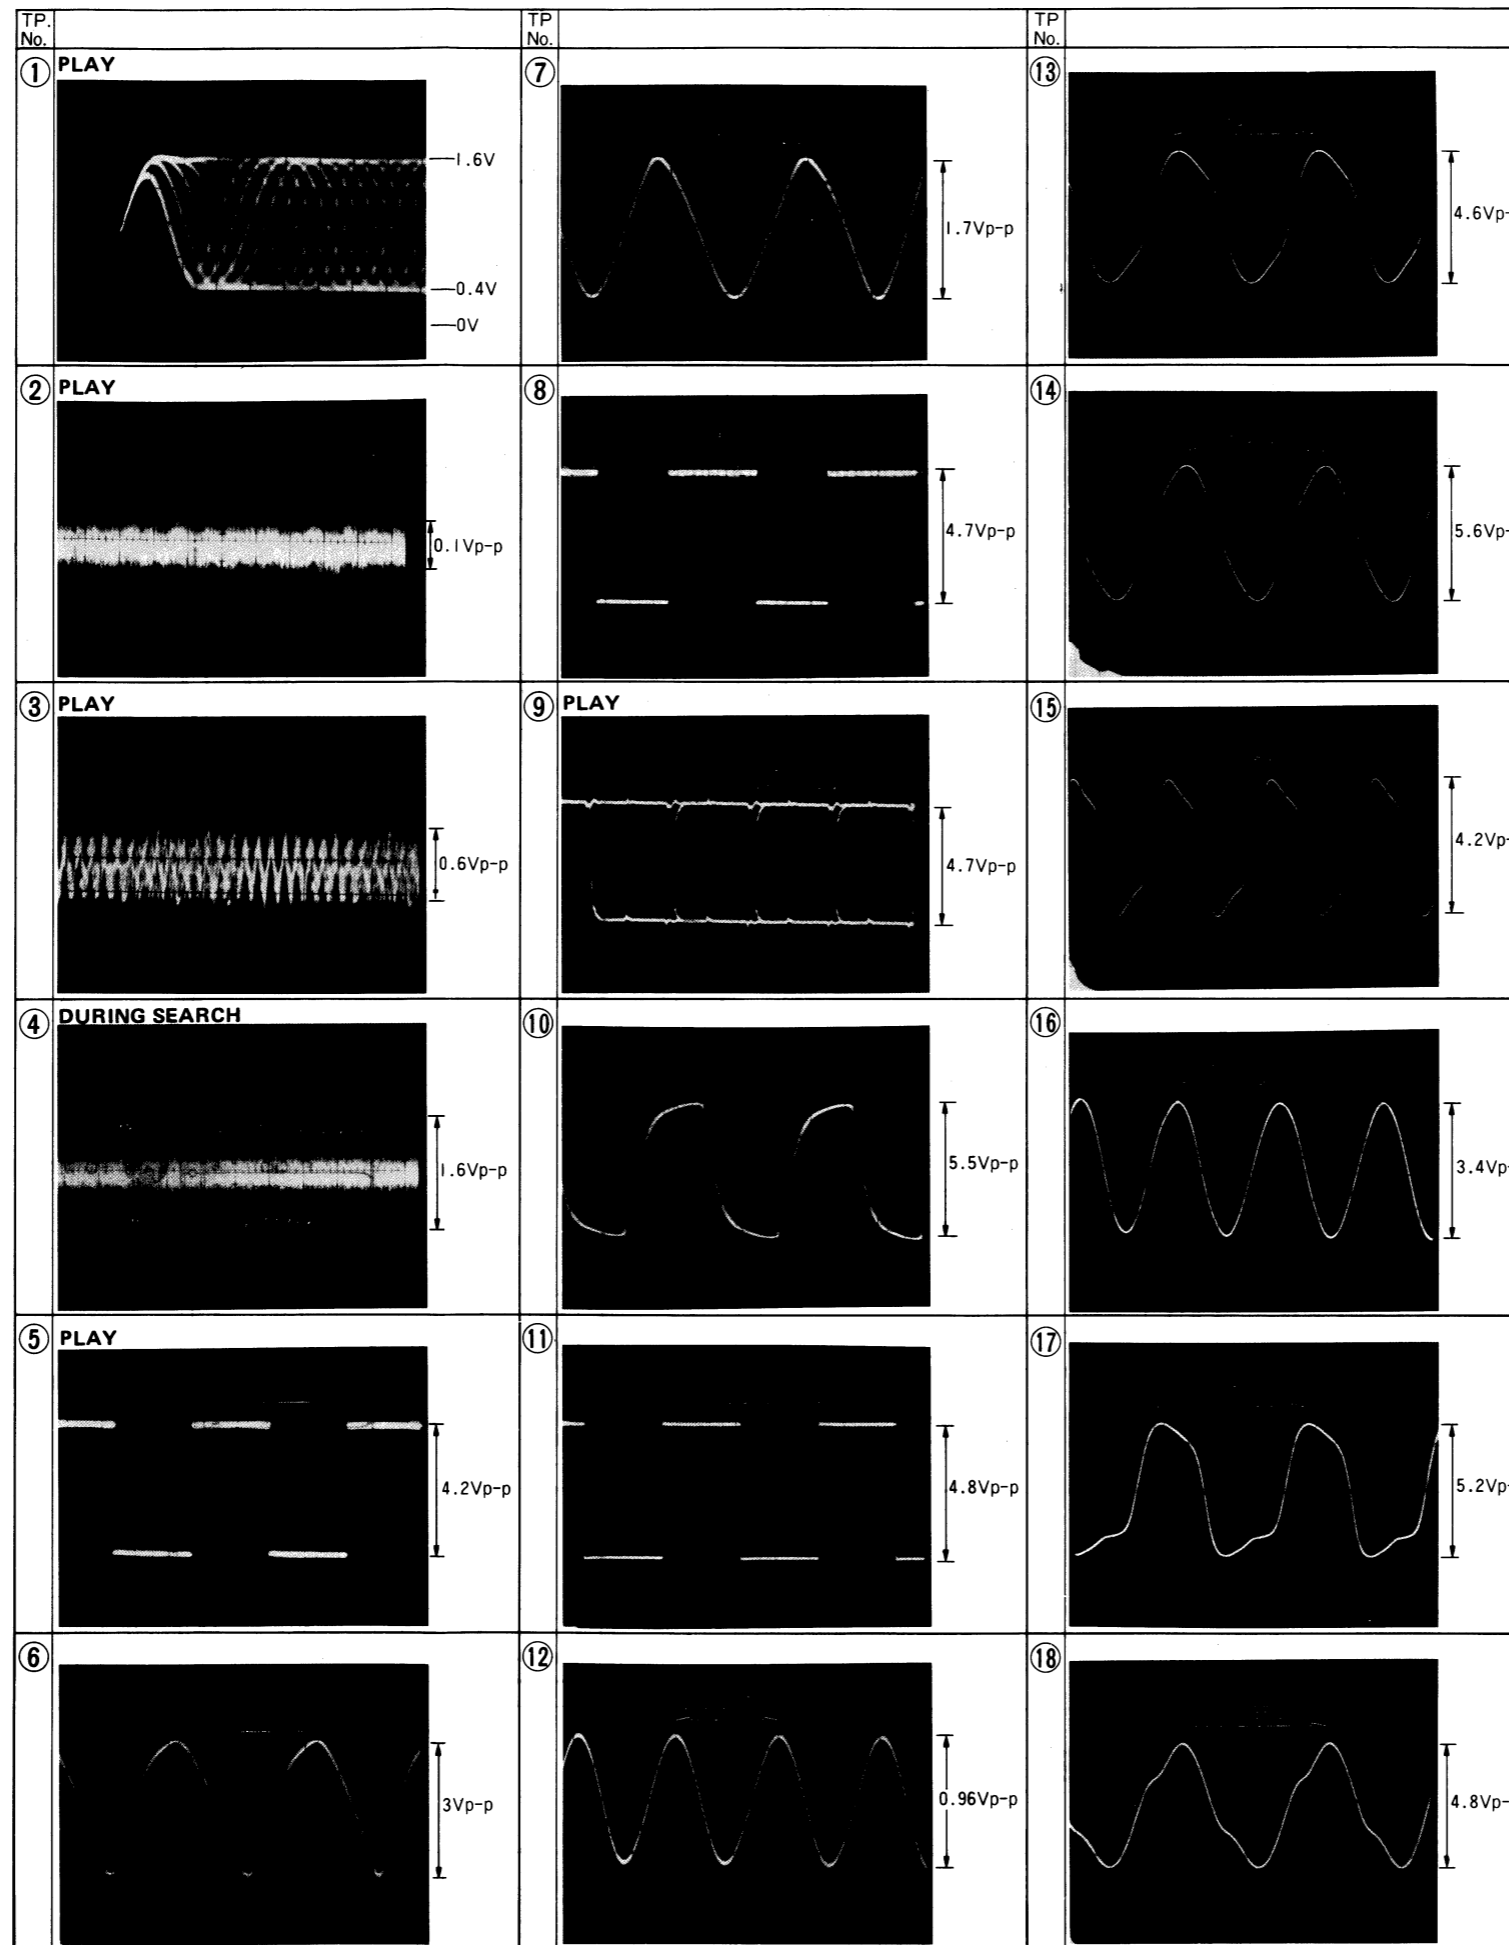 TP. No.
TP No.
TP No.
① PLAY
1.6V
0.4V
0V
② PLAY
0.1Vp-p
③ PLAY
0.6Vp-p
④ DURING SEARCH
1.6Vp-p
⑤ PLAY
4.2Vp-p
⑥
3Vp-p
⑦
1.7Vp-p
⑧
4.7Vp-p
⑨ PLAY
4.7Vp-p
⑩
5.5Vp-p
⑪
4.8Vp-p
⑫
0.96Vp-p
⑬
4.6Vp-
⑭
5.6Vp-
⑮
4.2Vp-
⑯
3.4Vp-
⑰
5.2Vp-
⑱
4.8Vp-